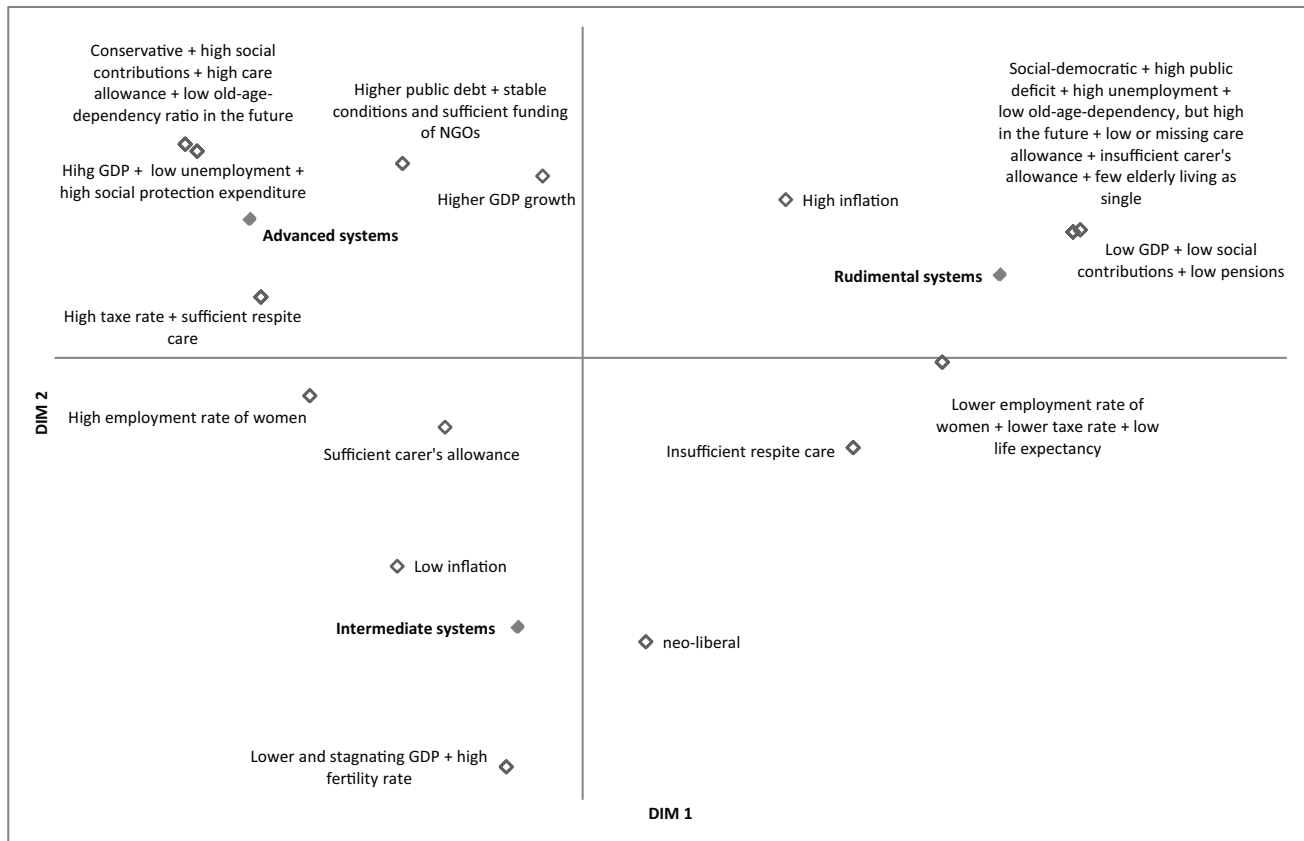 Conservative + high social
contributions + high care
allowance + low old-age-
dependency ratio in the future
Higher public debt + stable
conditions and sufficient funding
of NGOs
Social-democratic + high public
deficit + high unemployment +
low old-age-dependency, but high
in the future + low or missing care
allowance + insufficient carer's
allowance + few elderly living as
single
Hihg GDP + low unemployment +
high social protection expenditure
Higher GDP growth
High inflation
Advanced systems
Low GDP + low social
contributions + low pensions
Rudimental systems
High taxe rate + sufficient respite
care
DIM 2
High employment rate of women
Sufficient carer's allowance
Insufficient respite care
Lower employment rate of
women + lower taxe rate + low
life expectancy
Low inflation
Intermediate systems
neo-liberal
Lower and stagnating GDP + high
fertility rate
DIM 1